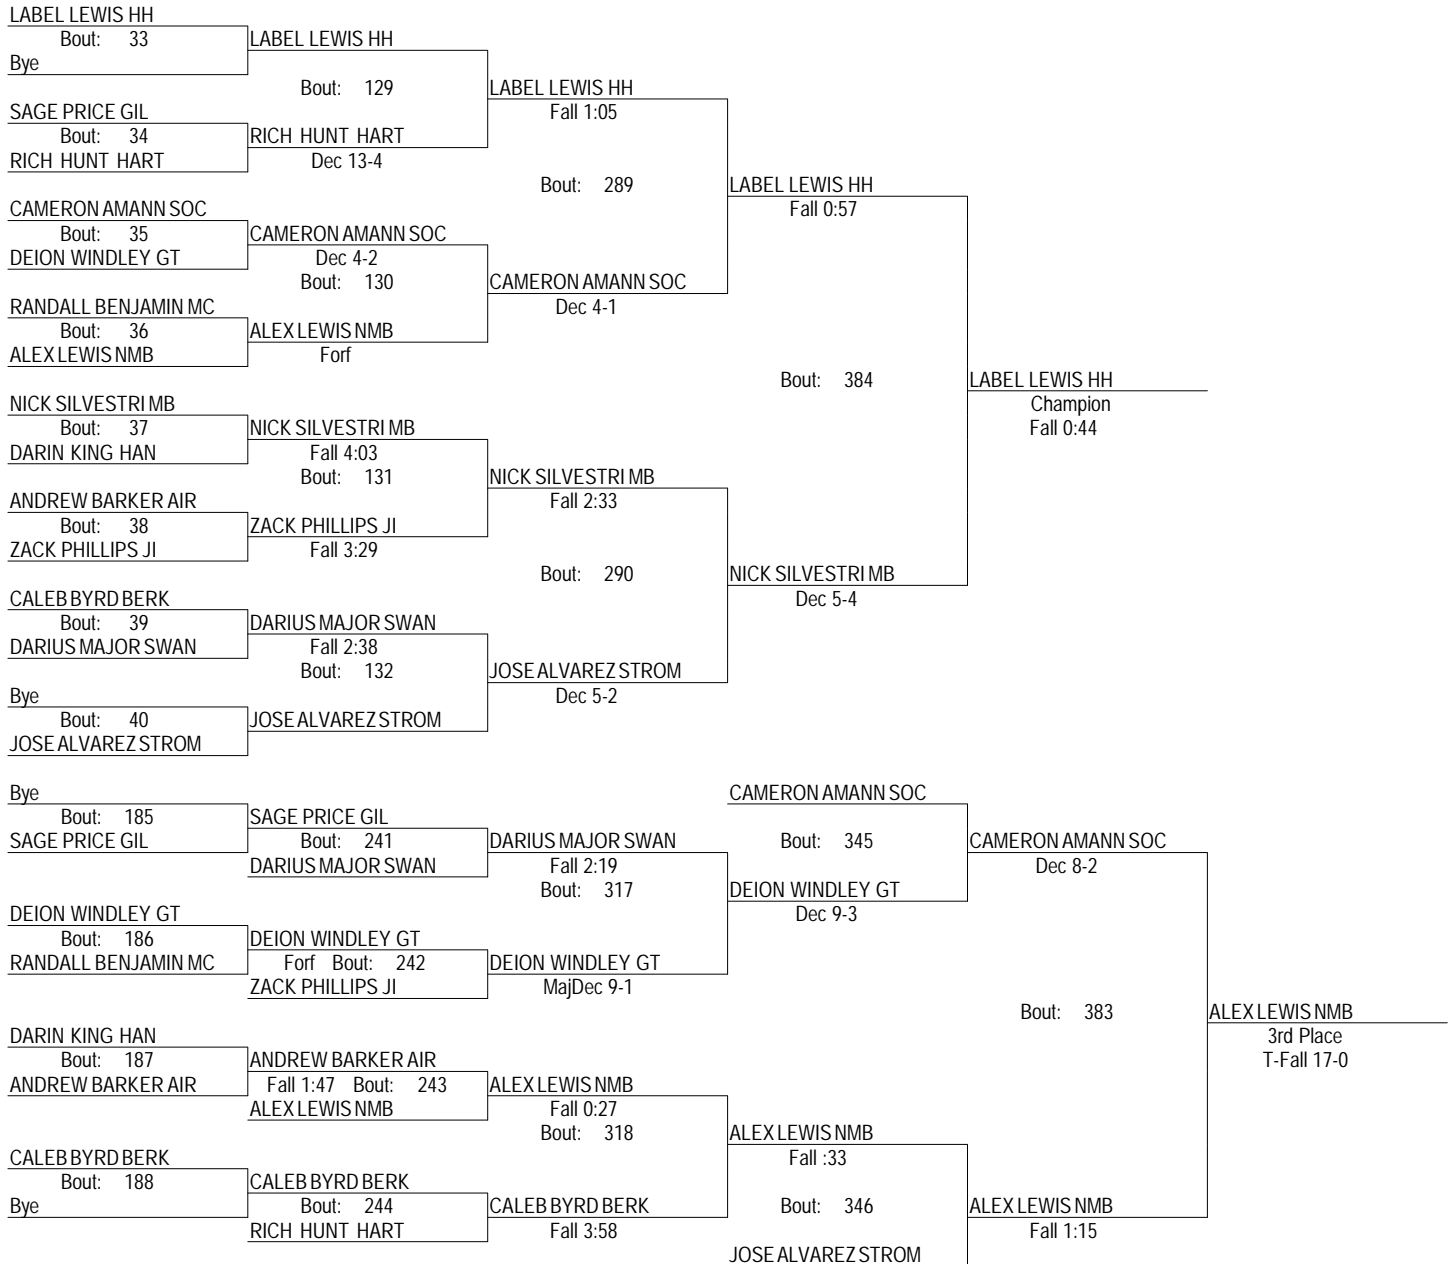 LABEL LEWIS HH
Bout: 33
Bye
LABEL LEWIS HH
Bout: 129
SAGE PRICE GIL
Bout: 34
RICH HUNT HART
RICH HUNT HART
Dec 13-4
LABEL LEWIS HH
Fall 1:05
Bout: 289
CAMERON AMANN SOC
Bout: 35
DEION WINDLEY GT
CAMERON AMANN SOC
Dec 4-2
Bout: 130
RANDALL BENJAMIN MC
Bout: 36
ALEX LEWIS NMB
ALEX LEWIS NMB
Forf
CAMERON AMANN SOC
Dec 4-1
LABEL LEWIS HH
Fall 0:57
Bout: 384
LABEL LEWIS HH
Champion
Fall 0:44
NICK SILVESTRI MB
Bout: 37
DARIN KING HAN
NICK SILVESTRI MB
Fall 4:03
Bout: 131
ANDREW BARKER AIR
Bout: 38
ZACK PHILLIPS JI
ZACK PHILLIPS JI
Fall 3:29
NICK SILVESTRI MB
Fall 2:33
Bout: 290
NICK SILVESTRI MB
Dec 5-4
CALEB BYRD BERK
Bout: 39
DARIUS MAJOR SWAN
DARIUS MAJOR SWAN
Fall 2:38
Bout: 132
Bye
Bout: 40
JOSE ALVAREZ STROM
JOSE ALVAREZ STROM
JOSE ALVAREZ STROM
Dec 5-2
Bye
Bout: 185
SAGE PRICE GIL
SAGE PRICE GIL
Bout: 241
DARIUS MAJOR SWAN
DARIUS MAJOR SWAN
Fall 2:19
Bout: 317
CAMERON AMANN SOC
Bout: 345
DEION WINDLEY GT
Dec 9-3
CAMERON AMANN SOC
Dec 8-2
DEION WINDLEY GT
Bout: 186
RANDALL BENJAMIN MC
DEION WINDLEY GT
Forf Bout: 242
ZACK PHILLIPS JI
DEION WINDLEY GT
MajDec 9-1
Bout: 383
ALEX LEWIS NMB
3rd Place
T-Fall 17-0
DARIN KING HAN
Bout: 187
ANDREW BARKER AIR
ANDREW BARKER AIR
Fall 1:47 Bout: 243
ALEX LEWIS NMB
ALEX LEWIS NMB
Fall 0:27
Bout: 318
CALEB BYRD BERK
Bout: 188
Bye
CALEB BYRD BERK
Bout: 244
RICH HUNT HART
CALEB BYRD BERK
Fall 3:58
ALEX LEWIS NMB
Fall :33
Bout: 346
JOSE ALVAREZ STROM
ALEX LEWIS NMB
Fall 1:15